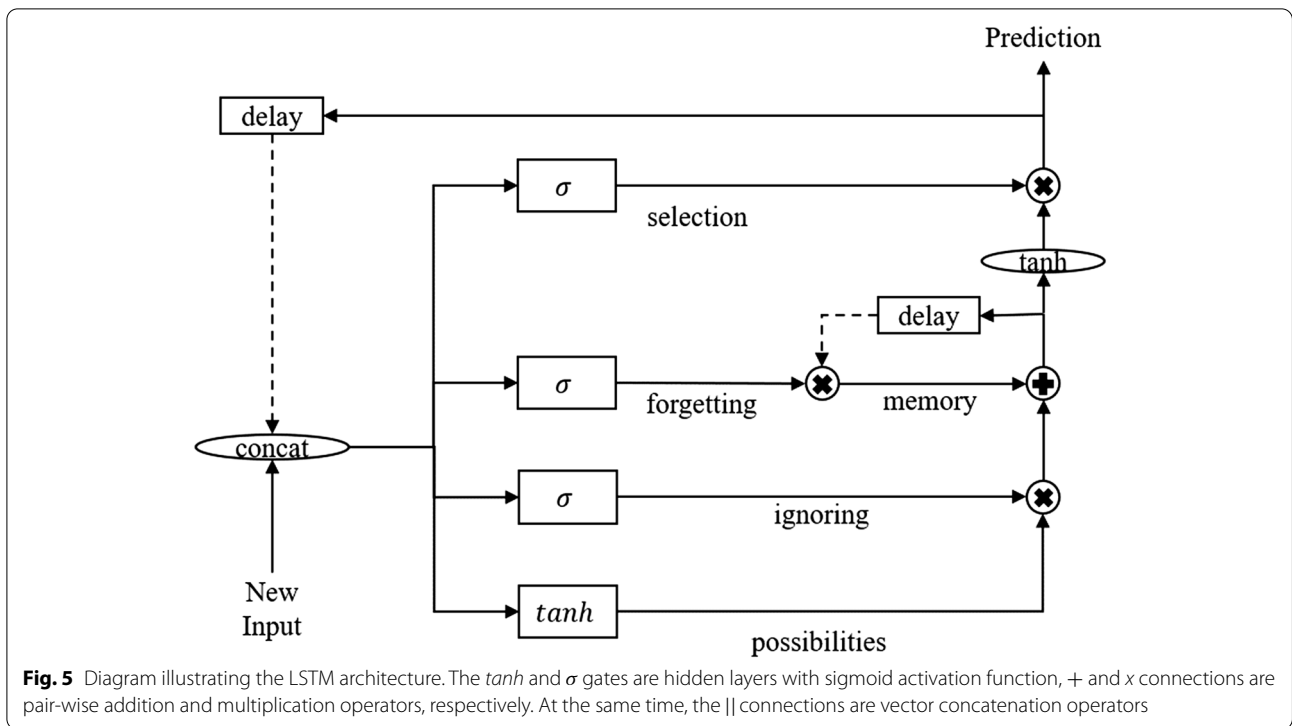 Prediction
delay
σ
selection
tanh
delay
σ
forgetting
memory
concat
σ
ignoring
New
Input
tanh
possibilities
Fig. 5 Diagram illustrating the LSTM architecture. The tanh and σ gates are hidden layers with sigmoid activation function, + and x connections are
pair-wise addition and multiplication operators, respectively. At the same time, the || connections are vector concatenation operators